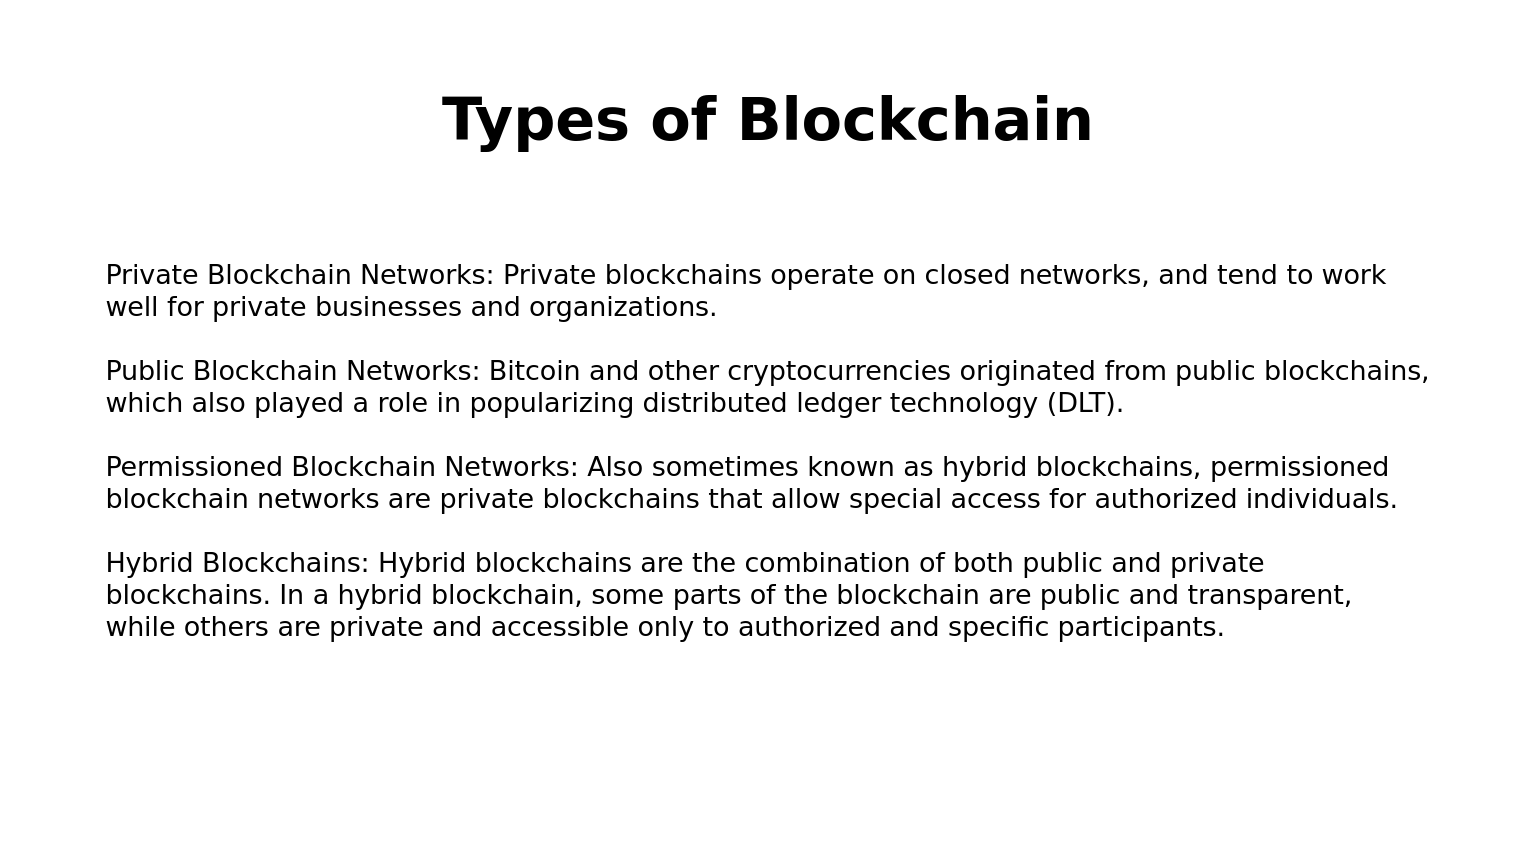 Types of Blockchain
Private Blockchain Networks: Private blockchains operate on closed networks, and tend to work
well for private businesses and organizations.
Public Blockchain Networks: Bitcoin and other cryptocurrencies originated from public blockchains,
which also played a role in popularizing distributed ledger technology (DLT).
Permissioned Blockchain Networks: Also sometimes known as hybrid blockchains, permissioned
blockchain networks are private blockchains that allow special access for authorized individuals.
Hybrid Blockchains: Hybrid blockchains are the combination of both public and private
blockchains. In a hybrid blockchain, some parts of the blockchain are public and transparent,
while others are private and accessible only to authorized and specific participants.